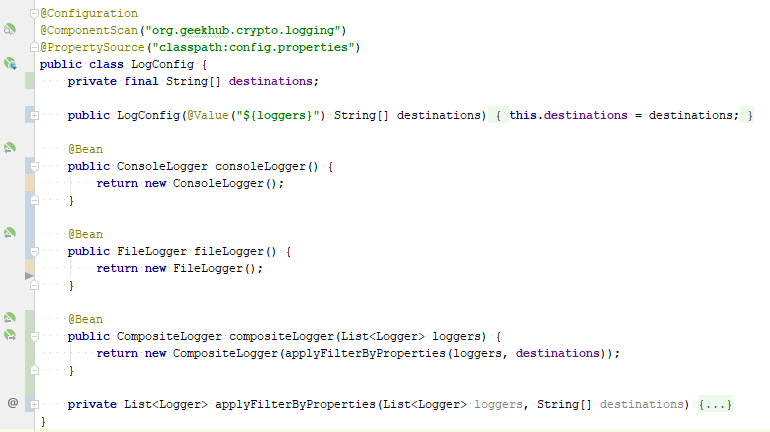 @Configuration
@ComponentScan("org.geekhub.crypto.logging")
@PropertySource("classpath:config.properties")
public class LogConfig {
    private final String[] destinations;
    public LogConfig(@Value("${loggers}") String[] destinations) { this.destinations = destinations; }
    @Bean
    public ConsoleLogger consoleLogger() {
        return new ConsoleLogger();
    }
    @Bean
    public FileLogger fileLogger() {
        return new FileLogger();
    }
    @Bean
    public CompositeLogger compositeLogger(List<Logger> loggers) {
        return new CompositeLogger(applyFilterByProperties(loggers, destinations));
    }
@
    private List<Logger> applyFilterByProperties(List<Logger> loggers, String[] destinations) {...}
}